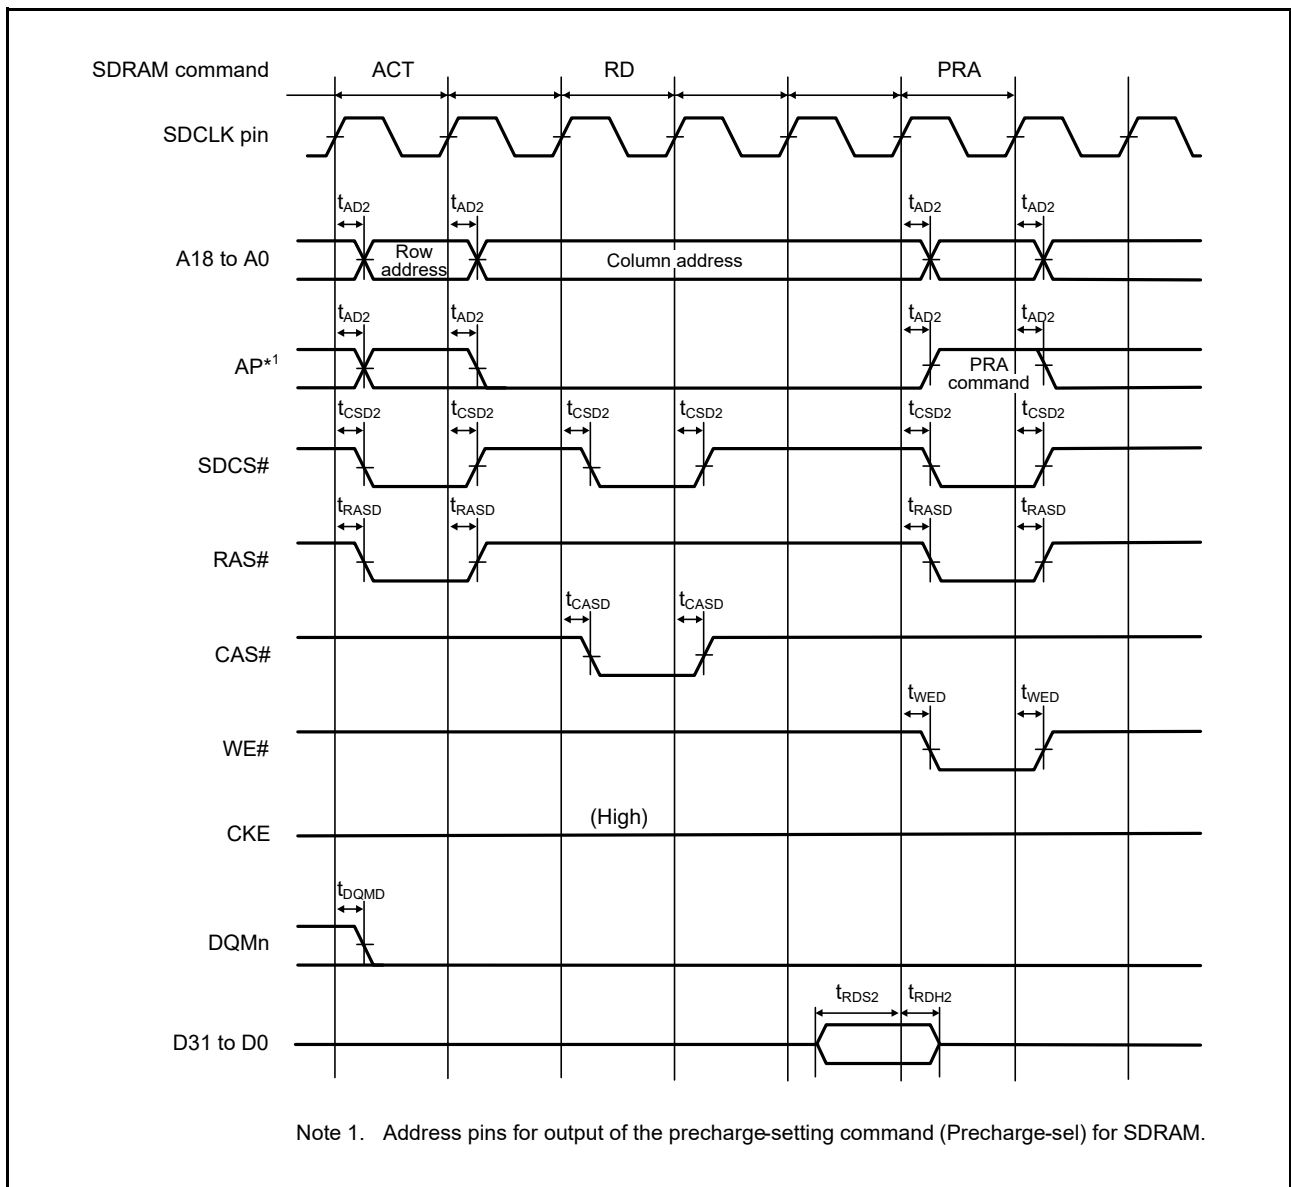 SDRAM command ACT RD PRA
SDCLK pin
tAD2 tAD2 tAD2 tAD2
A18 to A0 Row address Column address
tAD2 tAD2 tAD2 tAD2
AP*1 PRA command
tCSD2 tCSD2 tCSD2 tCSD2 tCSD2 tCSD2
SDCS#
tRASD tRASD tRASD tRASD
RAS#
tCASD tCASD
CAS#
tWED tWED
WE#
(High)
CKE
tDQMD
DQMn
tRDS2 tRDH2
D31 to D0
Note 1. Address pins for output of the precharge-setting command (Precharge-sel) for SDRAM.